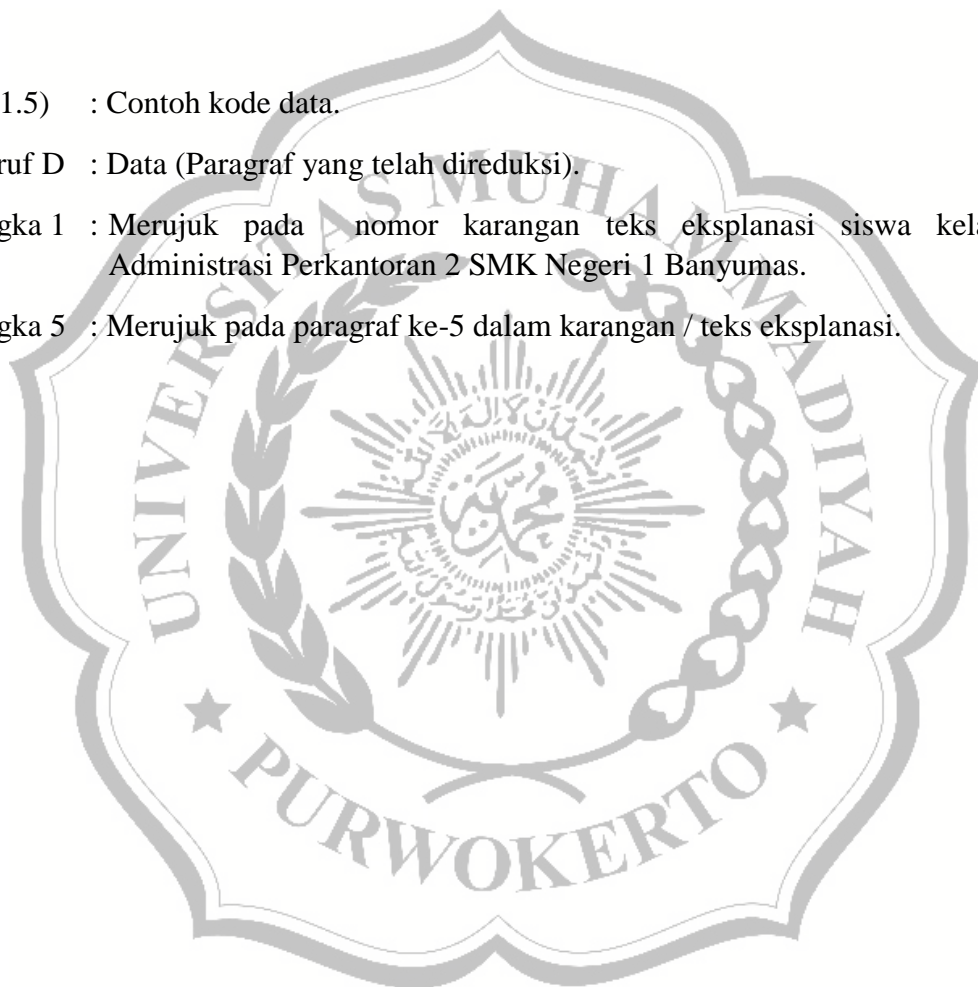 1.5) : Contoh kode data.
ruf D : Data (Paragraf yang telah direduksi).
gka 1 : Merujuk pada nomor karangan teks eksplanasi siswa kela
Administrasi Perkantoran 2 SMK Negeri 1 Banyumas.
gka 5 : Merujuk pada paragraf ke-5 dalam karangan / teks eksplanasi.
UNIVERSITAS MUHAMMADIYAH
PURWOKERTO